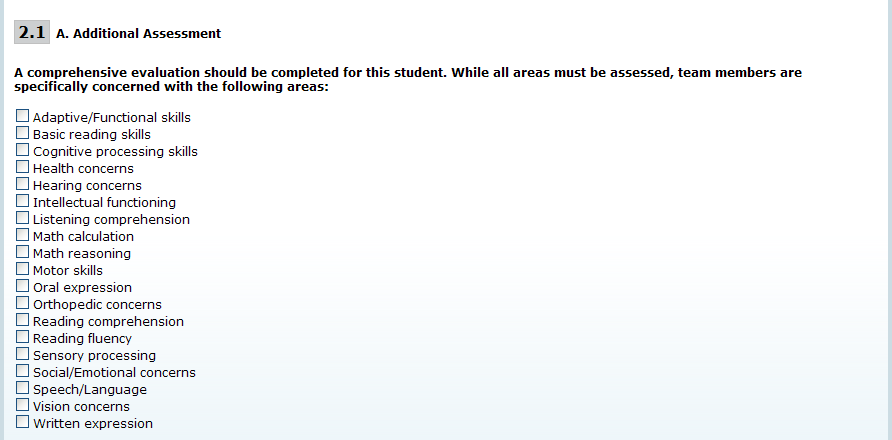 2.1 A. Additional Assessment
A comprehensive evaluation should be completed for this student. While all areas must be assessed, team members are
specifically concerned with the following areas:
Adaptive/Functional skills
Basic reading skills
Cognitive processing skills
Health concerns
Hearing concerns
Intellectual functioning
Listening comprehension
Math calculation
Math reasoning
Motor skills
Oral expression
Orthopedic concerns
Reading comprehension
Reading fluency
Sensory processing
Social/Emotional concerns
Speech/Language
Vision concerns
Written expression